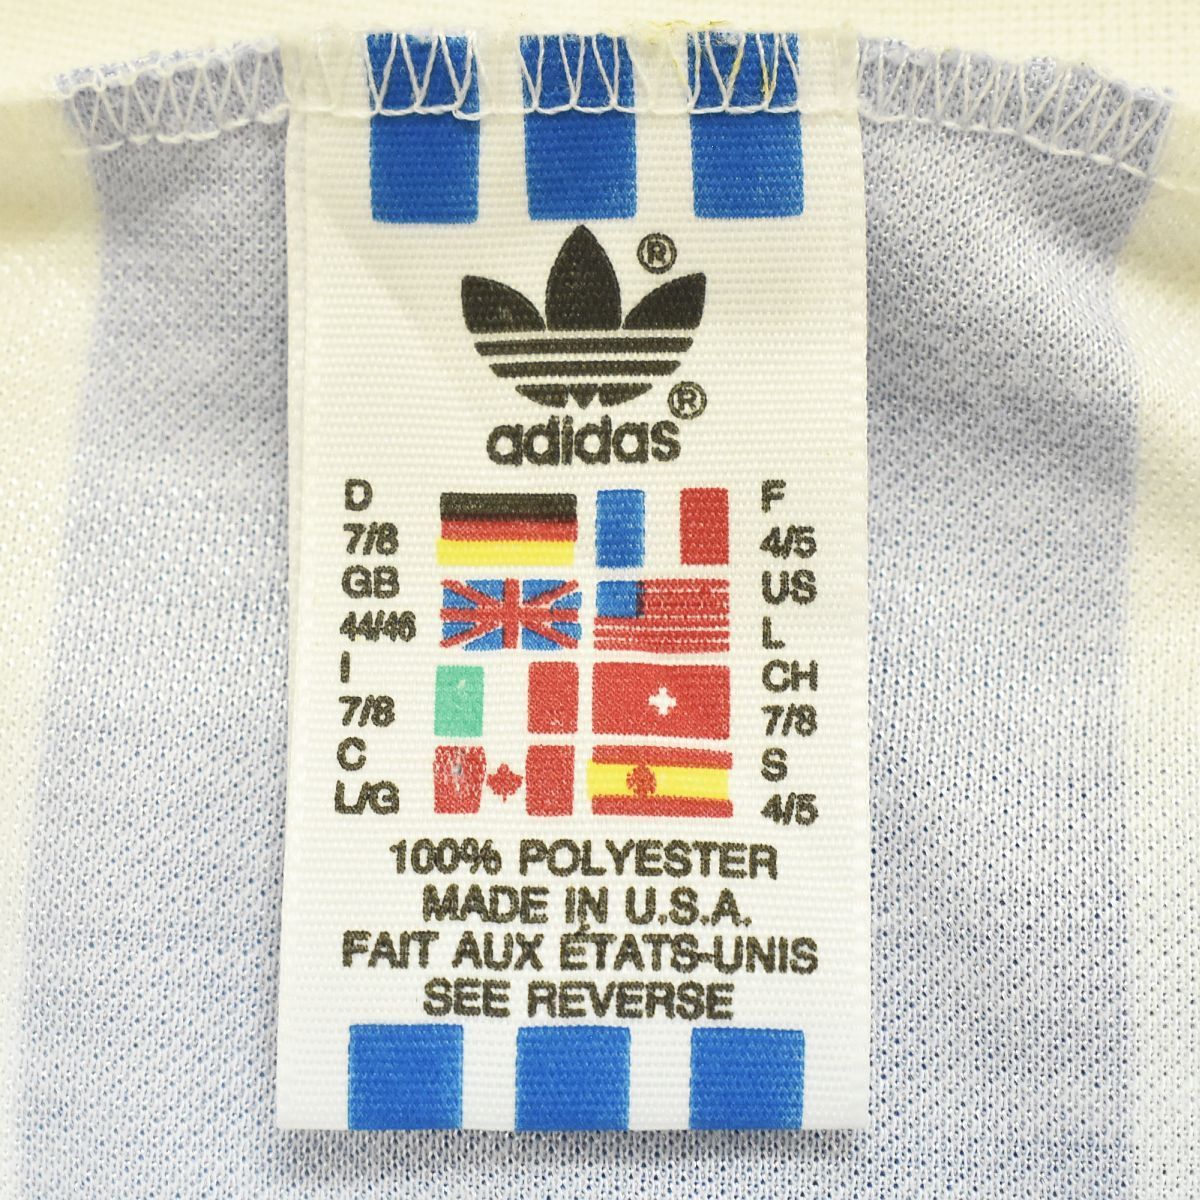 ®
®
adidas
D
7/8
GB
44/46
I
7/8
C
L/G
F
4/5
US
L
CH
7/8
S
4/5
100% POLYESTER
MADE IN U.S.A.
FAIT AUX ÉTATS-UNIS
SEE REVERSE